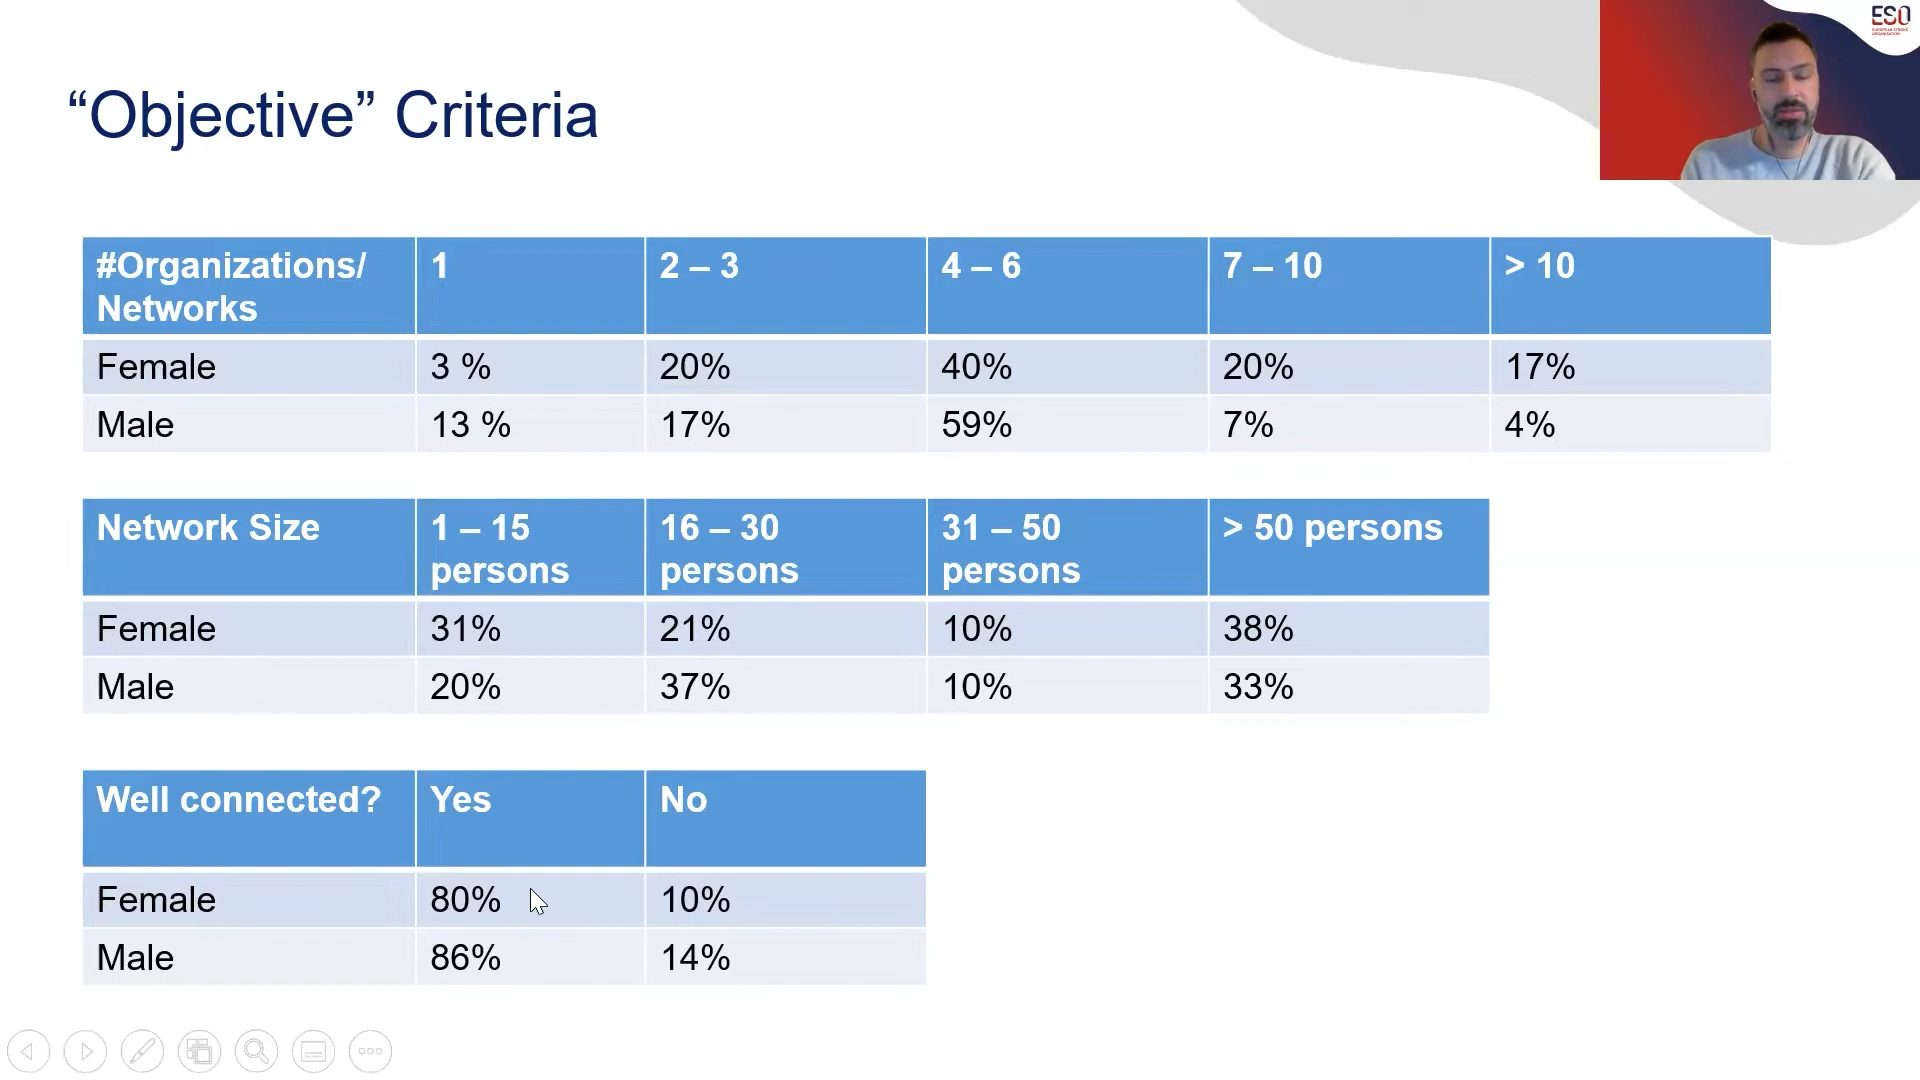 ESO
EUROPEAN STROKE
ORGANISATION
“Objective” Criteria
#Organizations/ 1 2 – 3 4 – 6 7 – 10 > 10
Networks
Female 3 % 20% 40% 20% 17%
Male 13 % 17% 59% 7% 4%
Network Size 1 – 15 16 – 30 31 – 50 > 50 persons
persons persons persons
Female 31% 21% 10% 38%
Male 20% 37% 10% 33%
Well connected? Yes No
Female 80% 10%
Male 86% 14%